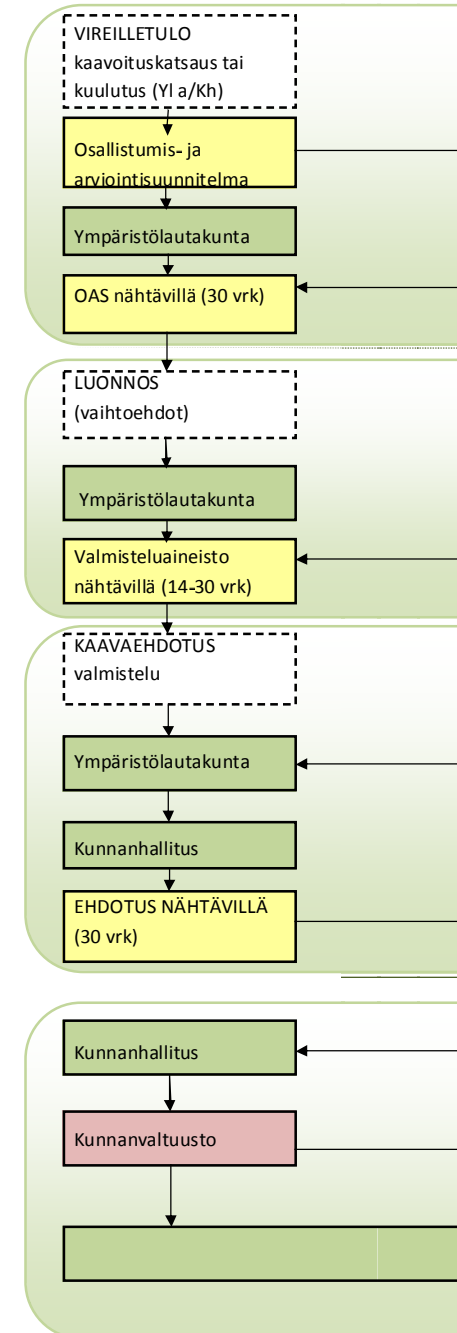 VIREILLETULO
kaavoituskatsaus tai
kuulutus (Yl a/Kh)
Osallistumis- ja
arviointisuunnitelma
Ympäristölautakunta
OAS nähtävillä (30 vrk)
LUONNOS
(vaihtoehdot)
Ympäristölautakunta
Valmisteluaineisto
nähtävillä (14-30 vrk)
KAAVAEHDOTUS
valmistelu
Ympäristölautakunta
Kunnanhallitus
EHDOTUS NÄHTÄVILLÄ
(30 vrk)
Kunnanhallitus
Kunnanvaltuusto